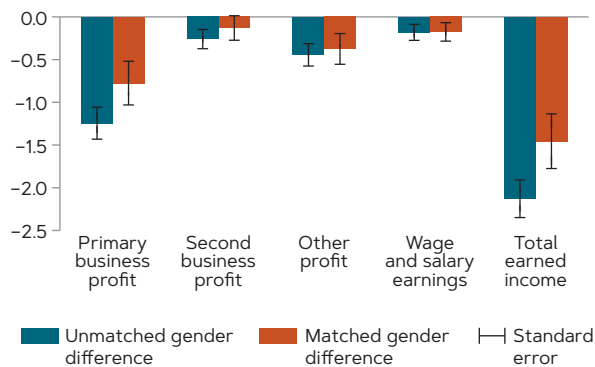 0.0
−0.5
−1.0
−1.5
−2.0
−2.5
Primary
business
profit
Second
business
profit
Other
profit
Wage
and salary
earnings
Total
earned
income
Unmatched gender
difference
Matched gender
difference
Standard
error